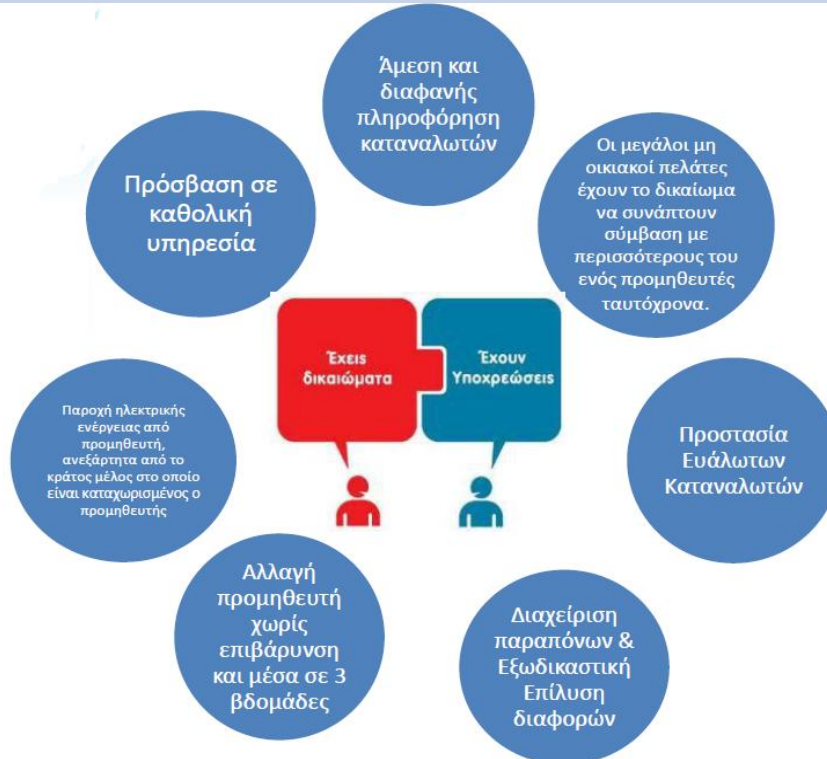 Άμεση και
διαφανής
πληροφόρηση
καταναλωτών
Οι μεγάλοι μη
οικιακοί πελάτες
έχουν το δικαίωμα
να συνάπτουν
σύμβαση με
περισσότερους του
ενός προμηθευτές
ταυτόχρονα.
Προστασία
Ευάλωτων
Καταναλωτών
Διαχείριση
παραπόνων &
Εξωδικαστική
Επίλυση
διαφορών
Αλλαγή
προμηθευτή
χωρίς
επιβάρυνση
και μέσα σε 3
βδομάδες
Παροχή ηλεκτρικής
ενέργειας από
προμηθευτή,
ανεξάρτητα από το
κράτος μέλος στο οποίο
είναι καταχωρισμένος ο
προμηθευτής
Πρόσβαση σε
καθολική
υπηρεσία
Έχεις
δικαιώματα
Έχουν
Υποχρεώσεις